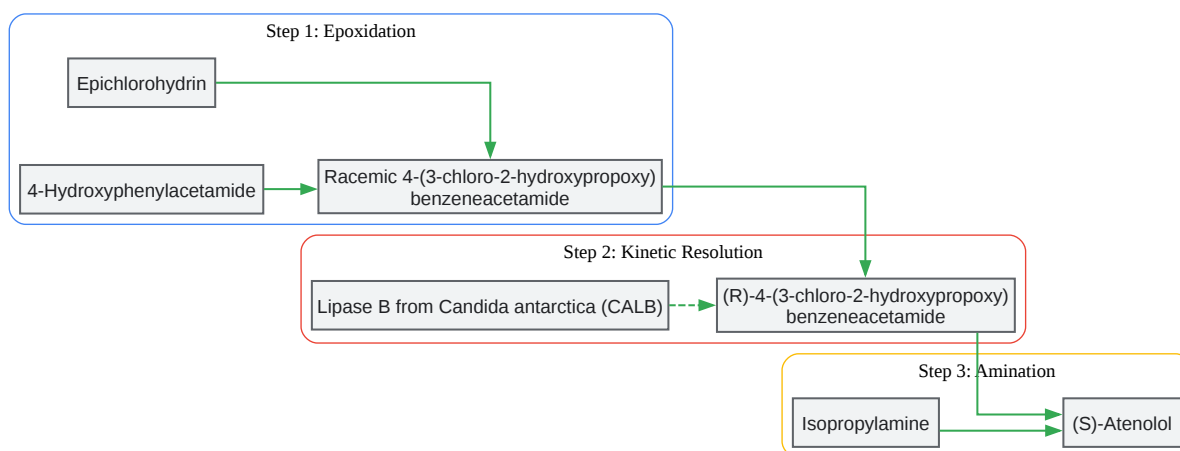 Step 1: Epoxidation
Epichlorohydrin
4-Hydroxyphenylacetamide
Racemic 4-(3-chloro-2-hydroxypropoxy)
benzeneacetamide
Step 2: Kinetic Resolution
Lipase B from Candida antarctica (CALB)
(R)-4-(3-chloro-2-hydroxypropoxy)
benzeneacetamide
Step 3: Amination
Isopropylamine
(S)-Atenolol